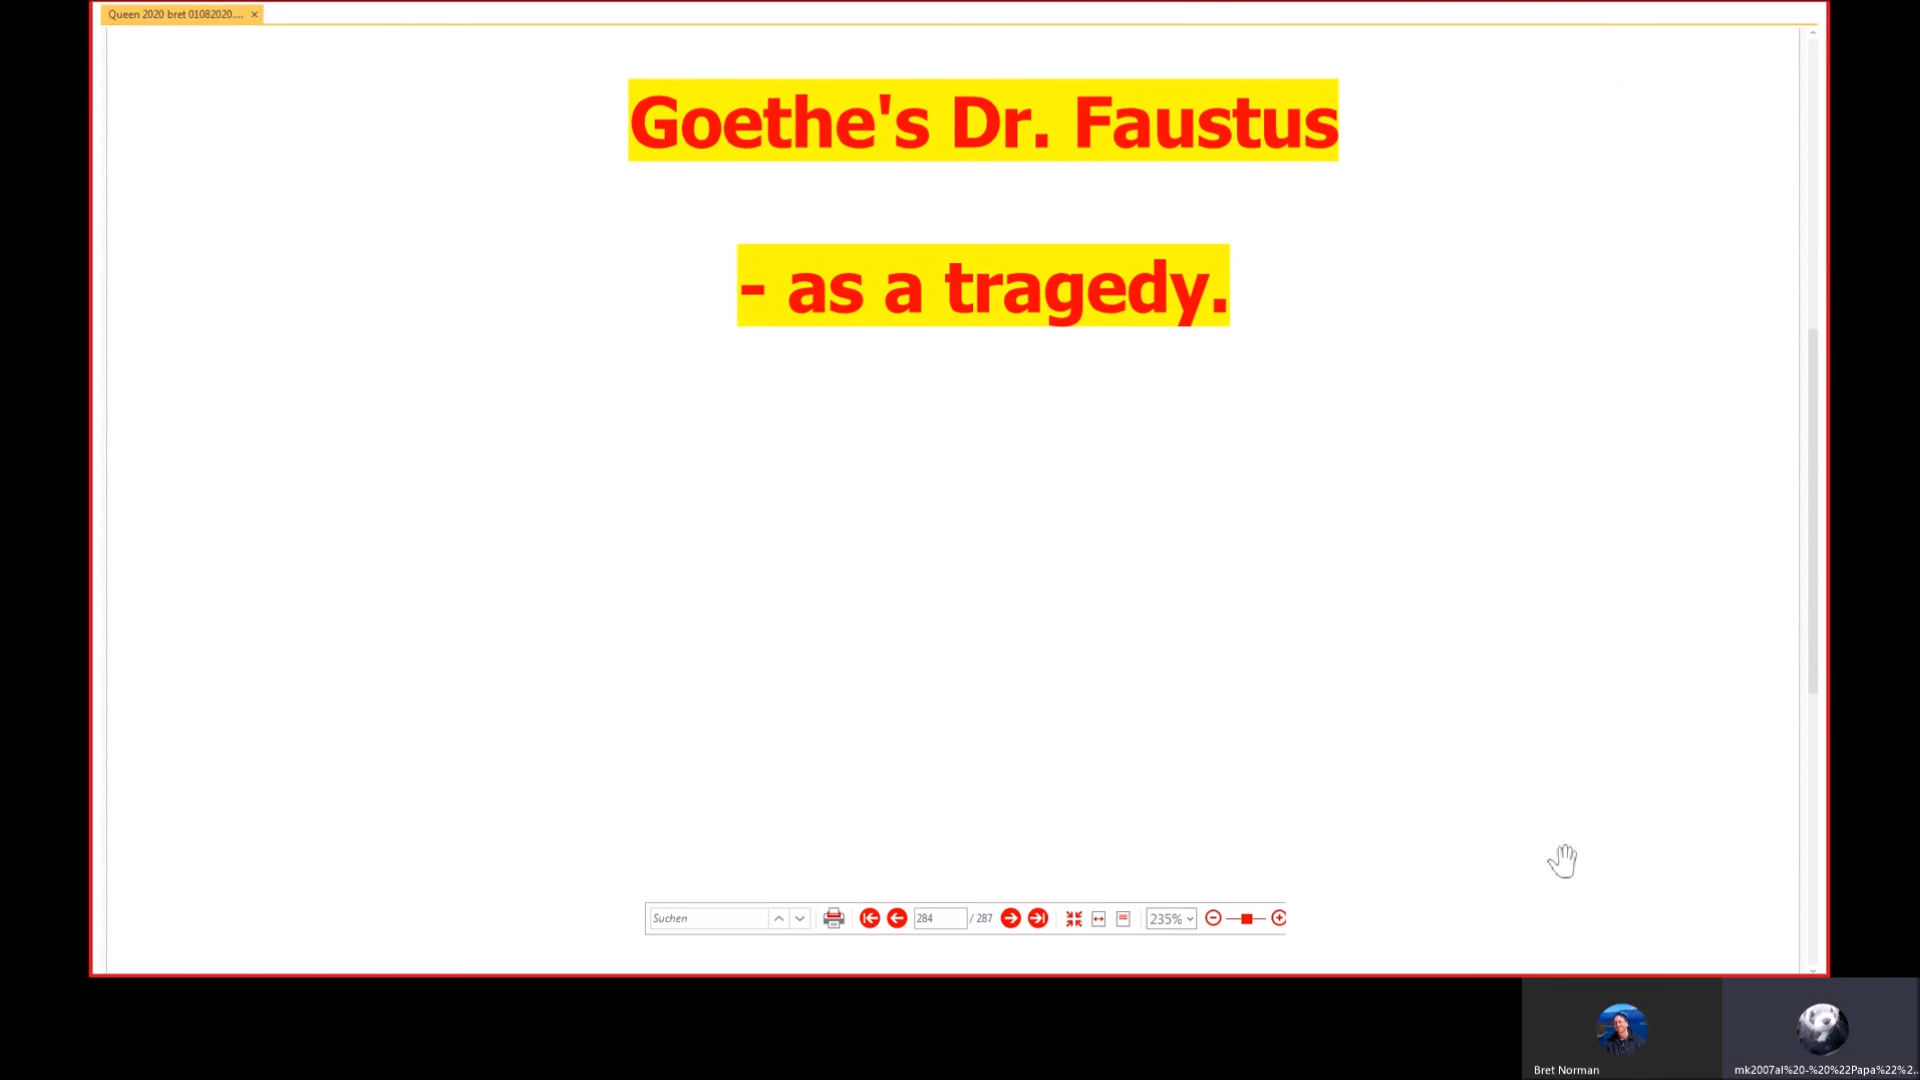 Queen 2020 bret 01082020....
Goethe's Dr. Faustus
- as a tragedy.
Suchen
284 / 287
235%
Bret Norman
mk2007al%20-%20%22Papa%22%2...